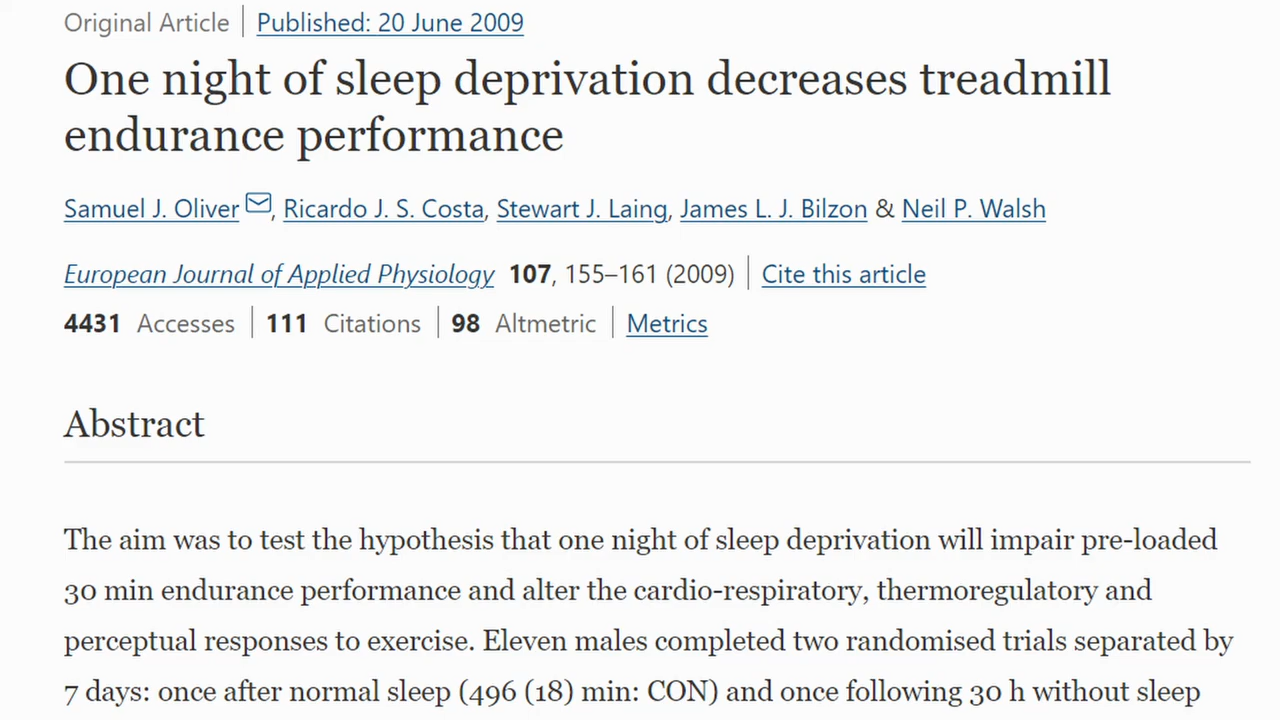 Original Article | Published: 20 June 2009
One night of sleep deprivation decreases treadmill
endurance performance
Samuel J. Oliver, Ricardo J. S. Costa, Stewart J. Laing, James L. J. Bilzon & Neil P. Walsh
European Journal of Applied Physiology 107, 155–161 (2009) | Cite this article
4431 Accesses | 111 Citations | 98 Altmetric | Metrics
Abstract
The aim was to test the hypothesis that one night of sleep deprivation will impair pre-loaded
30 min endurance performance and alter the cardio-respiratory, thermoregulatory and
perceptual responses to exercise. Eleven males completed two randomised trials separated by
7 days: once after normal sleep (496 (18) min: CON) and once following 30 h without sleep